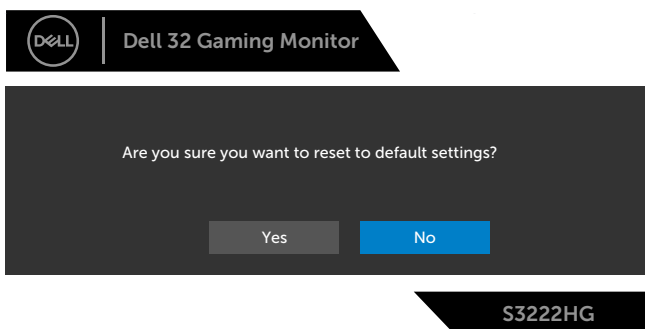 DELL
Dell 32 Gaming Monitor
Are you sure you want to reset to default settings?
Yes
No
S3222HG